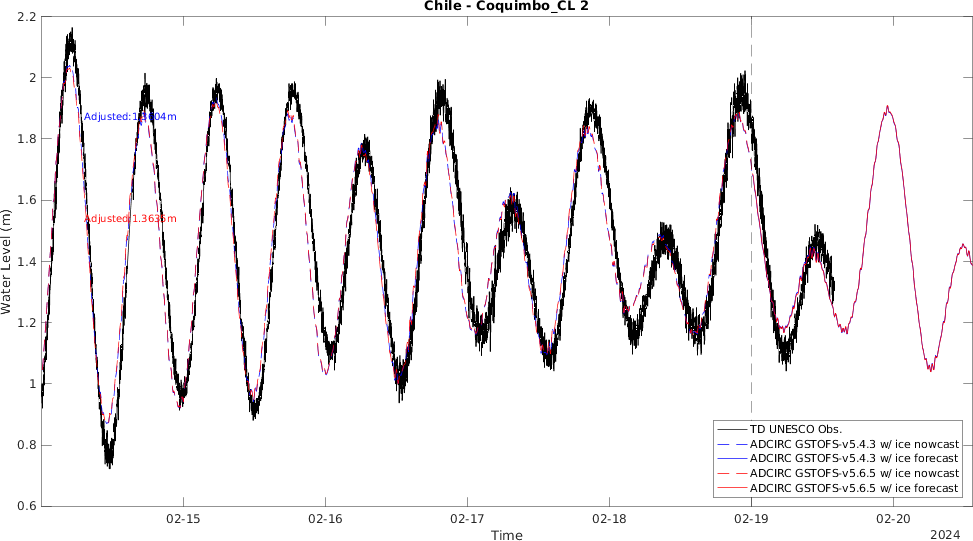 Chile - Coquimbo_CL 2
2.2
2
1.8
1.6
1.4
1.2
1
0.8
0.6
Water Level (m)
Adjusted:1.3604m
Adjusted:1.3635m
TD UNESCO Obs.
ADCIRC GSTOFS-v5.4.3 w/ ice nowcast
ADCIRC GSTOFS-v5.4.3 w/ ice forecast
ADCIRC GSTOFS-v5.6.5 w/ ice nowcast
ADCIRC GSTOFS-v5.6.5 w/ ice forecast
02-15 02-16 02-17 02-18 02-19 02-20
Time
2024